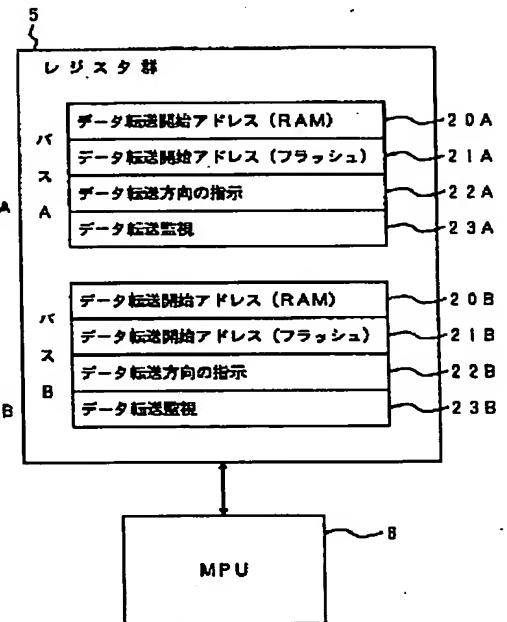 5
レジスタ群
バスA
データ転送開始アドレス（RAM） 20A
データ転送開始アドレス（フラッシュ） 21A
データ転送方向の指示 22A
データ転送監視 23A
A
バスB
データ転送開始アドレス（RAM） 20B
データ転送開始アドレス（フラッシュ） 21B
データ転送方向の指示 22B
データ転送監視 23B
B
MPU